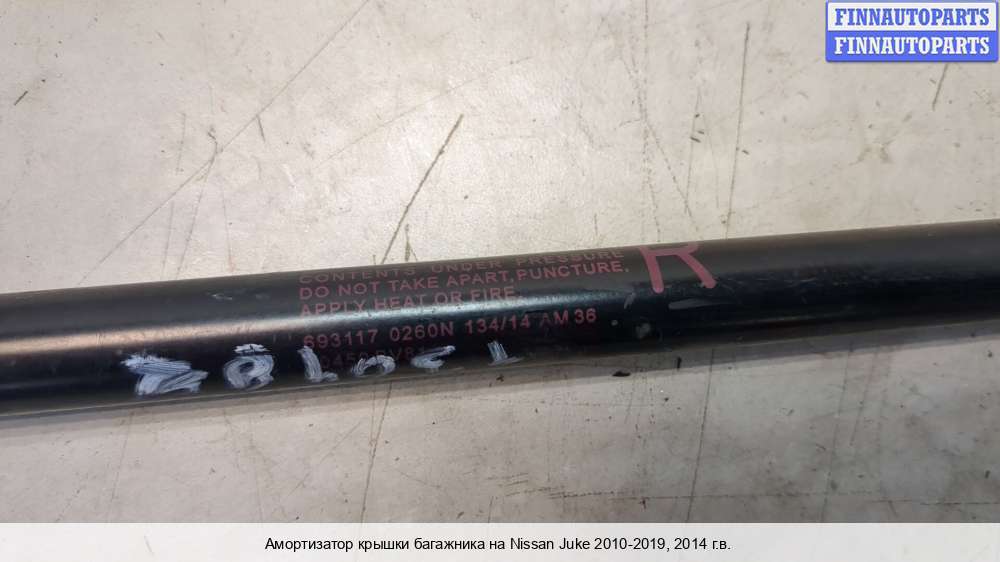 FINNAUTOPARTS
FINNAUTOPARTS
CONTENTS UNDER PRESSURE
DO NOT TAKE APART, PUNCTURE,
APPLY HEAT OR FIRE.
R
693117 0260N 134/14 AM 36
Амортизатор крышки багажника на Nissan Juke 2010-2019, 2014 г.в.